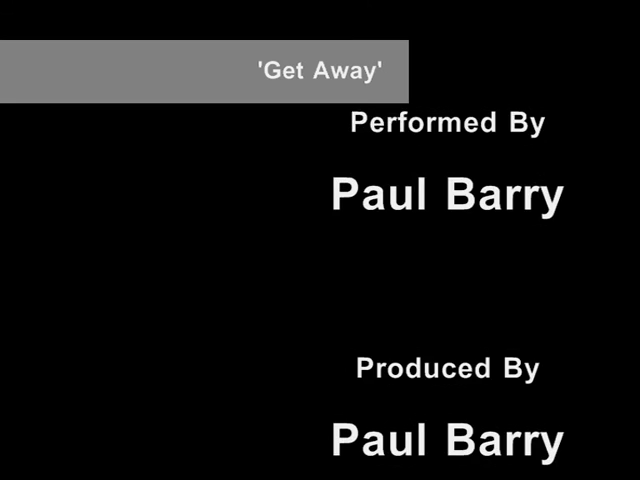 'Get Away'
Performed By
Paul Barry
Produced By
Paul Barry